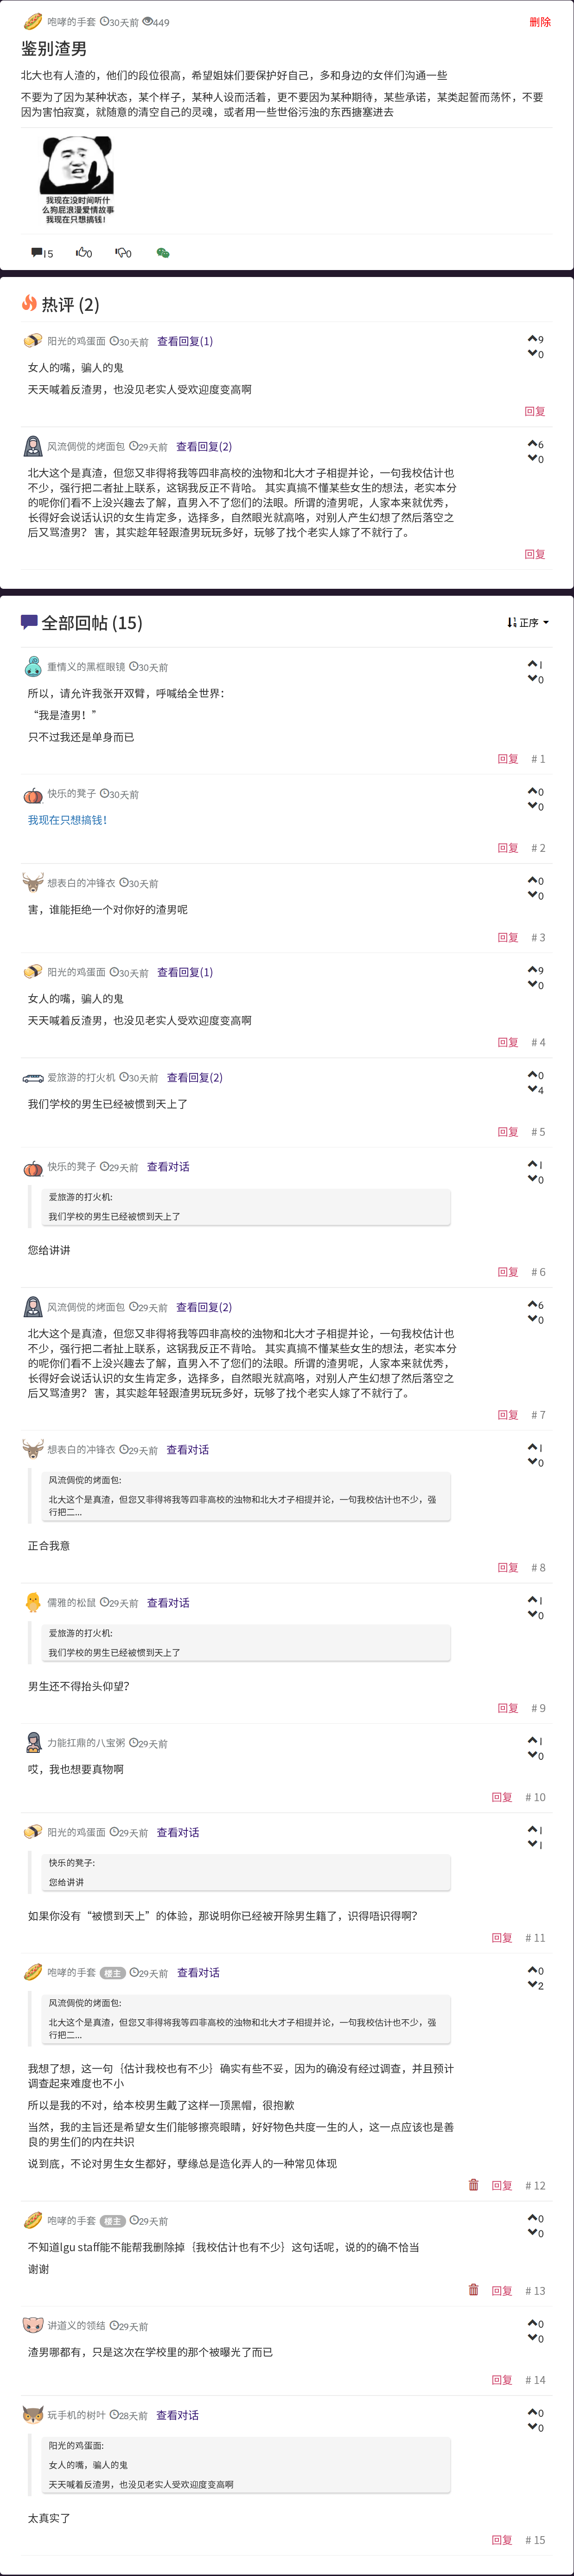 咆哮的手套 30天前 449 删除
鉴别渣男
北大也有人渣的，他们的段位很高，希望姐妹们要保护好自己，多和身边的女伴们沟通一些
不要为了因为某种状态，某个样子，某种人设而活着，更不要因为某种期待，某些承诺，某类起誓而荡怀，不要
因为害怕寂寞，就随意的清空自己的灵魂，或者用一些世俗污浊的东西搪塞进去
我现在没时间听什
么狗屁浪漫爱情故事
我现在只想搞钱！
15 0 0
热评 (2)
阳光的鸡蛋面 30天前 查看回复(1) 9
0
女人的嘴，骗人的鬼
天天喊着反渣男，也没见老实人受欢迎度变高啊
回复
风流倜傥的烤面包 29天前 查看回复(2) 6
0
北大这个是真渣，但您又非得将我等四非高校的浊物和北大才子相提并论，一句我校估计也
不少，强行把二者扯上联系，这锅我反正不背哈。 其实真搞不懂某些女生的想法，老实本分
的呢你们看不上没兴趣去了解，直男入不了您们的法眼。所谓的渣男呢，人家本来就优秀，
长得好会说话认识的女生肯定多，选择多，自然眼光就高咯，对别人产生幻想了然后落空之
后又骂渣男？ 害，其实趁年轻跟渣男玩玩多好，玩够了找个老实人嫁了不就行了。
回复
全部回帖 (15) 正序
重情义的黑框眼镜 30天前 1
0
所以，请允许我张开双臂，呼喊给全世界：
“我是渣男！”
只不过我还是单身而已
回复 # 1
快乐的凳子 30天前 0
0
我现在只想搞钱！
回复 # 2
想表白的冲锋衣 30天前 0
0
害，谁能拒绝一个对你好的渣男呢
回复 # 3
阳光的鸡蛋面 30天前 查看回复(1) 9
0
女人的嘴，骗人的鬼
天天喊着反渣男，也没见老实人受欢迎度变高啊
回复 # 4
爱旅游的打火机 30天前 查看回复(2) 0
4
我们学校的男生已经被惯到天上了
回复 # 5
快乐的凳子 29天前 查看对话 1
0
爱旅游的打火机:
我们学校的男生已经被惯到天上了
您给讲讲
回复 # 6
风流倜傥的烤面包 29天前 查看回复(2) 6
0
北大这个是真渣，但您又非得将我等四非高校的浊物和北大才子相提并论，一句我校估计也
不少，强行把二者扯上联系，这锅我反正不背哈。 其实真搞不懂某些女生的想法，老实本分
的呢你们看不上没兴趣去了解，直男入不了您们的法眼。所谓的渣男呢，人家本来就优秀，
长得好会说话认识的女生肯定多，选择多，自然眼光就高咯，对别人产生幻想了然后落空之
后又骂渣男？ 害，其实趁年轻跟渣男玩玩多好，玩够了找个老实人嫁了不就行了。
回复 # 7
想表白的冲锋衣 29天前 查看对话 1
0
风流倜傥的烤面包:
北大这个是真渣，但您又非得将我等四非高校的浊物和北大才子相提并论，一句我校估计也不少，强
行把二...
正合我意
回复 # 8
儒雅的松鼠 29天前 查看对话 1
0
爱旅游的打火机:
我们学校的男生已经被惯到天上了
男生还不得抬头仰望？
回复 # 9
力能扛鼎的八宝粥 29天前 1
0
哎，我也想要真物啊
回复 # 10
阳光的鸡蛋面 29天前 查看对话 1
1
快乐的凳子:
您给讲讲
如果你没有“被惯到天上”的体验，那说明你已经被开除男生籍了，识得唔识得啊？
回复 # 11
咆哮的手套 楼主 29天前 查看对话 0
2
风流倜傥的烤面包:
北大这个是真渣，但您又非得将我等四非高校的浊物和北大才子相提并论，一句我校估计也不少，强
行把二...
我想了想，这一句｛估计我校也有不少｝确实有些不妥，因为的确没有经过调查，并且预计
调查起来难度也不小
所以是我的不对，给本校男生戴了这样一顶黑帽，很抱歉
当然，我的主旨还是希望女生们能够擦亮眼睛，好好物色共度一生的人，这一点应该也是善
良的男生们的内在共识
说到底，不论对男生女生都好，孽缘总是造化弄人的一种常见体现
回复 # 12
咆哮的手套 楼主 29天前 0
0
不知道lgu staff能不能帮我删除掉｛我校估计也有不少｝这句话呢，说的的确不恰当
谢谢
回复 # 13
讲道义的领结 29天前 0
0
渣男哪都有，只是这次在学校里的那个被曝光了而已
回复 # 14
玩手机的树叶 28天前 查看对话 0
0
阳光的鸡蛋面:
女人的嘴，骗人的鬼
天天喊着反渣男，也没见老实人受欢迎度变高啊
太真实了
回复 # 15